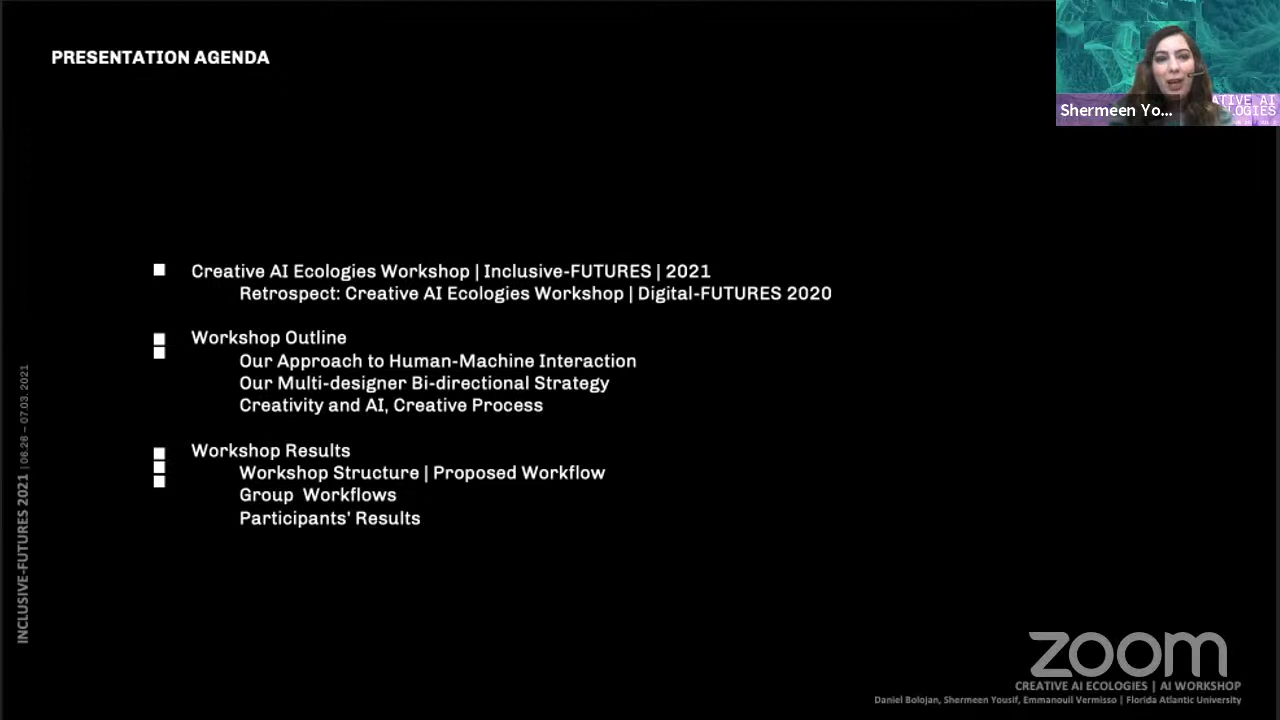 PRESENTATION AGENDA
Shermeen Yo...
ATIVE AI
OGIES
Creative AI Ecologies Workshop | Inclusive-FUTURES | 2021
Retrospect: Creative AI Ecologies Workshop | Digital-FUTURES 2020
Workshop Outline
Our Approach to Human-Machine Interaction
Our Multi-designer Bi-directional Strategy
Creativity and AI, Creative Process
Workshop Results
Workshop Structure | Proposed Workflow
Group Workflows
Participants' Results
INCLUSIVE-FUTURES 2021 | 06.26 – 07.03. 2021
zoom
CREATIVE AI ECOLOGIES | AI WORKSHOP
Daniel Bolojan, Shermeen Yousif, Emmanouil Vermisso | Florida Atlantic University